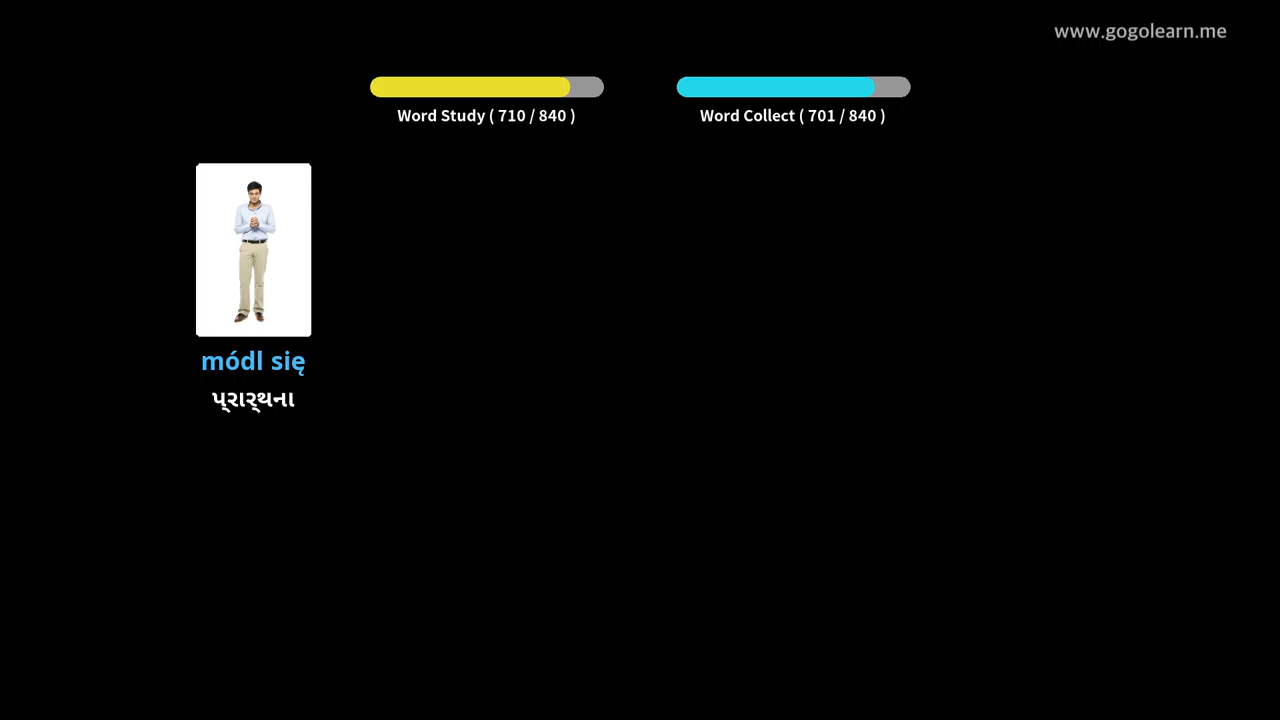 www.gogolearn.me
Word Study ( 710 / 840 )
Word Collect ( 701 / 840 )
módl się
પ્રાર્થના